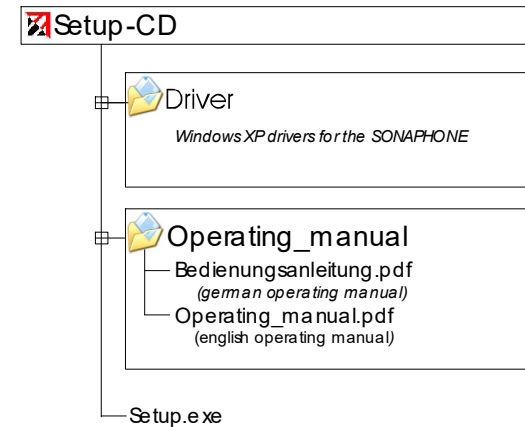 Setup-CD
Driver
Windows XP drivers for the SONAPHONE
Operating_manual
Bedienungsanleitung.pdf
(german operating manual)
Operating_manual.pdf
(english operating manual)
Setup.exe